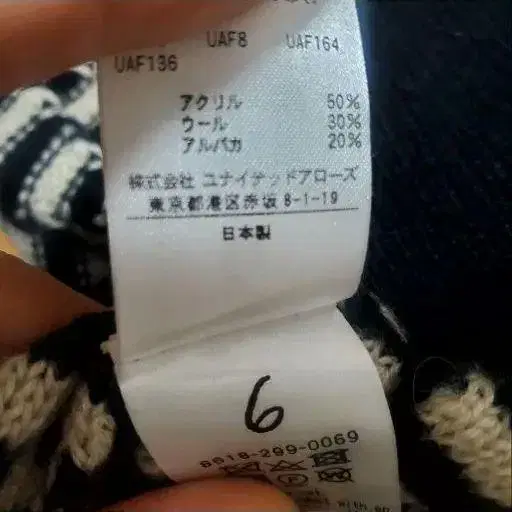 UAF136 UAF8 UAF164
アクリル 50%
ウール 30%
アルパカ 20%
株式会社 ユナイテッドアローズ
東京都港区赤坂 8-1-19
日本製
6
8618-299-0069